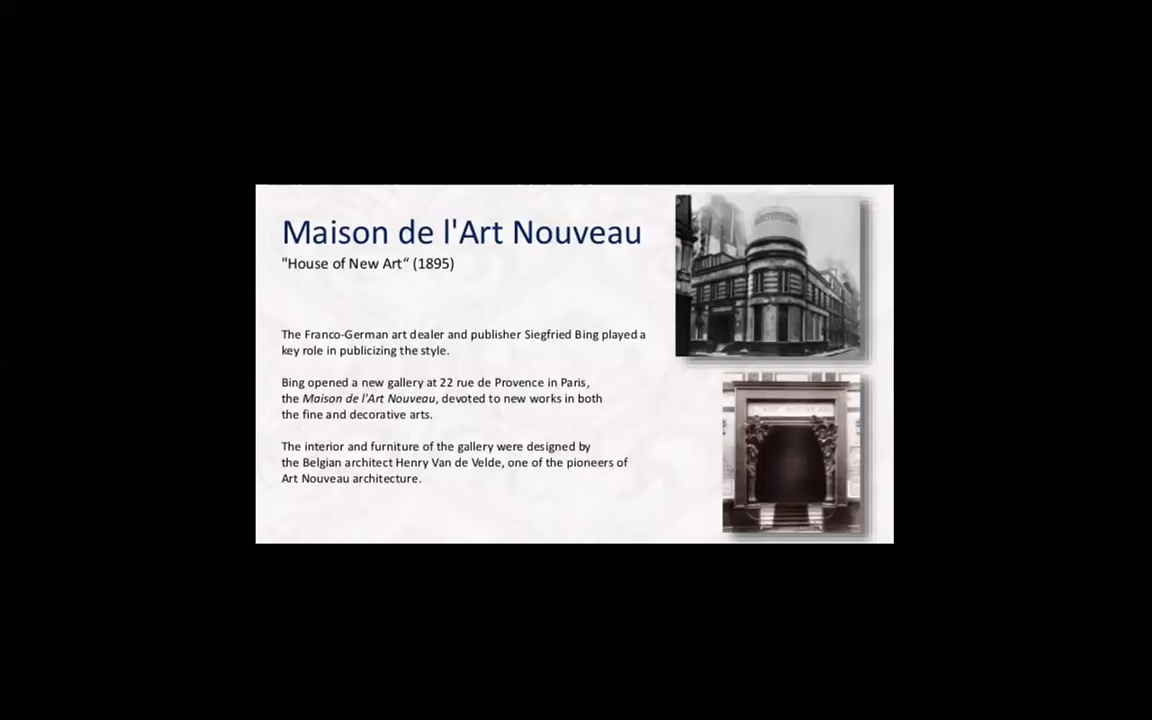 Maison de l'Art Nouveau
"House of New Art“ (1895)
The Franco-German art dealer and publisher Siegfried Bing played a
key role in publicizing the style.
Bing opened a new gallery at 22 rue de Provence in Paris,
the Maison de l'Art Nouveau, devoted to new works in both
the fine and decorative arts.
The interior and furniture of the gallery were designed by
the Belgian architect Henry Van de Velde, one of the pioneers of
Art Nouveau architecture.